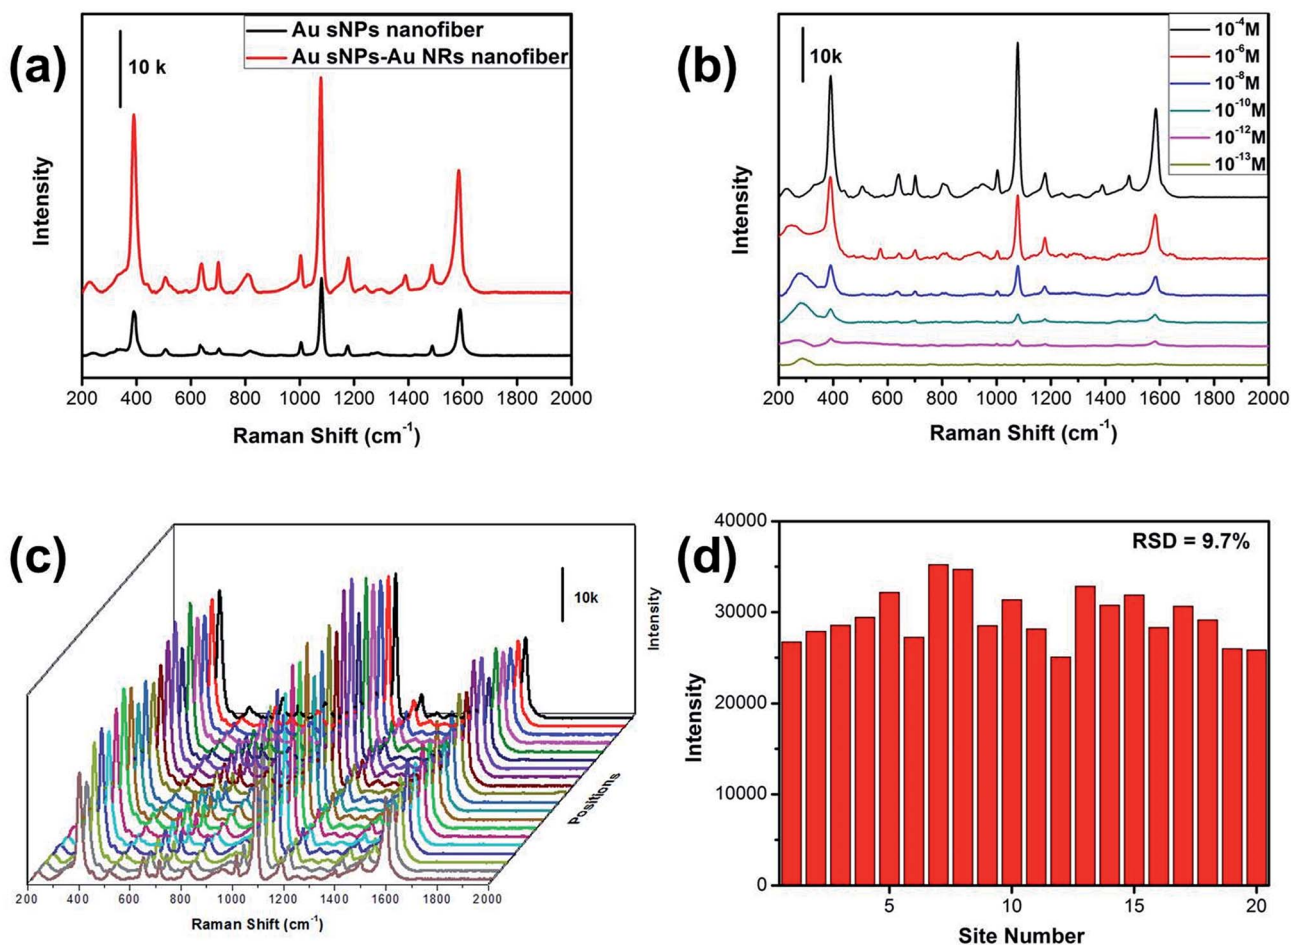 (a)
10 k
Au sNPs nanofiber
Au sNPs-Au NRs nanofiber
Intensity
200 400 600 800 1000 1200 1400 1600 1800 2000
Raman Shift (cm⁻¹)
(b)
10k
10⁻⁴M
10⁻⁶M
10⁻⁸M
10⁻¹⁰M
10⁻¹²M
10⁻¹³M
Intensity
200 400 600 800 1000 1200 1400 1600 1800 2000
Raman Shift (cm⁻¹)
(c)
10k
Intensity
Positions
200 400 600 800 1000 1200 1400 1600 1800 2000
Raman Shift (cm⁻¹)
(d)
RSD = 9.7%
40000
30000
20000
10000
0
Intensity
5 10 15 20
Site Number